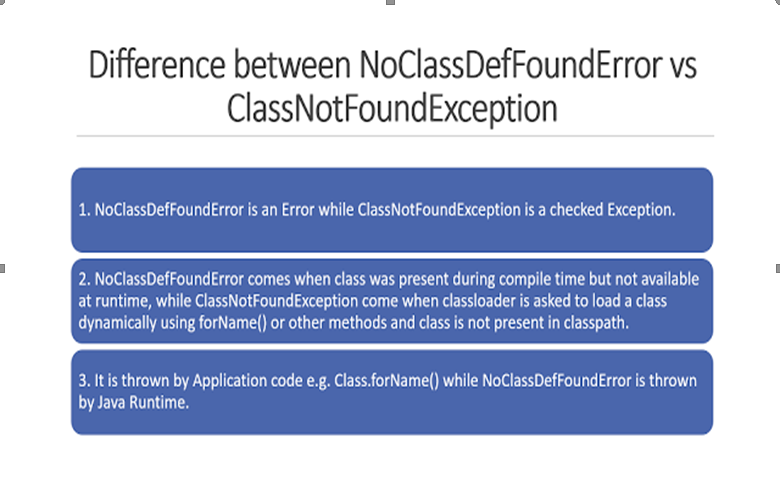 Difference between NoClassDefFoundError vs
ClassNotFoundException
1. NoClassDefFoundError is an Error while ClassNotFoundException is a checked Exception.
2. NoClassDefFoundError comes when class was present during compile time but not available
at runtime, while ClassNotFoundException come when classloader is asked to load a class
dynamically using forName() or other methods and class is not present in classpath.
3. It is thrown by Application code e.g. Class.forName() while NoClassDefFoundError is thrown
by Java Runtime.